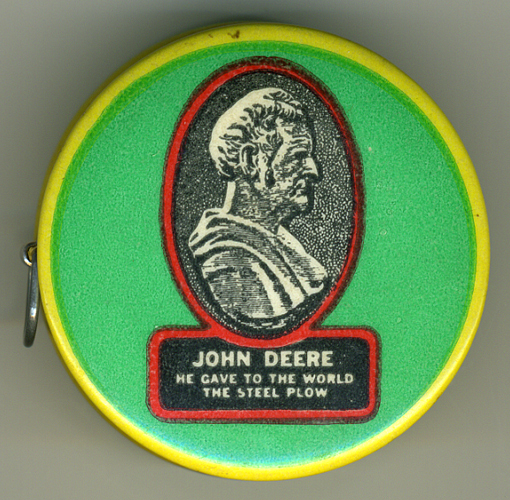 JOHN DEERE
HE GAVE TO THE WORLD
THE STEEL PLOW